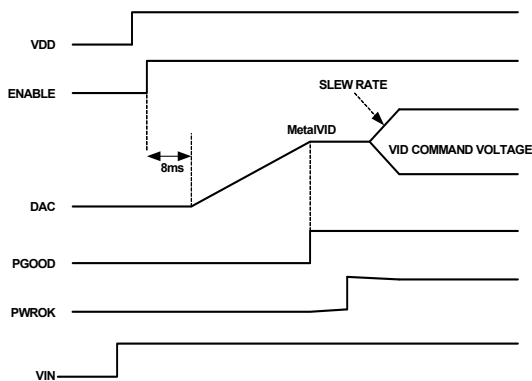 VDD
ENABLE
SLEW RATE
MetalVID
VID COMMAND VOLTAGE
8ms
DAC
PGOOD
PWROK
VIN